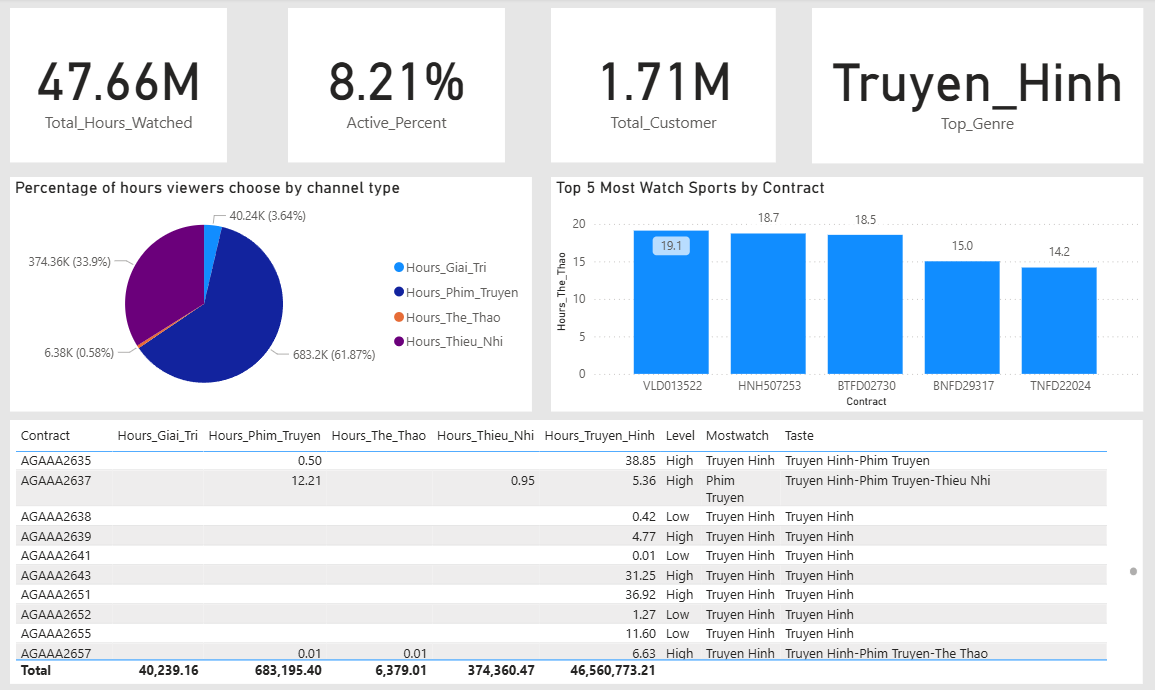 47.66M
Total_Hours_Watched
8.21%
Active_Percent
1.71M
Total_Customer
Truyen_Hinh
Top_Genre
Percentage of hours viewers choose by channel type
40.24K (3.64%)
374.36K (33.9%)
6.38K (0.58%)
683.2K (61.87%)
Hours_Giai_Tri
Hours_Phim_Truyen
Hours_The_Thao
Hours_Thieu_Nhi
Top 5 Most Watch Sports by Contract
Hours_The_Thao
20
15
10
5
0
19.1
18.7
18.5
15.0
14.2
VLD013522 HNH507253 BTFD02730 BNFD29317 TNFD22024
Contract
Contract Hours_Giai_Tri Hours_Phim_Truyen Hours_The_Thao Hours_Thieu_Nhi Hours_Truyen_Hinh Level Mostwatch Taste
AGAAA2635 0.50 38.85 High Truyen Hinh Truyen Hinh-Phim Truyen
AGAAA2637 12.21 0.95 5.36 High Phim Truyen Hinh-Phim Truyen-Thieu Nhi
Truyen
AGAAA2638 0.42 Low Truyen Hinh Truyen Hinh
AGAAA2639 4.77 High Truyen Hinh Truyen Hinh
AGAAA2641 0.01 Low Truyen Hinh Truyen Hinh
AGAAA2643 31.25 High Truyen Hinh Truyen Hinh
AGAAA2651 36.92 High Truyen Hinh Truyen Hinh
AGAAA2652 1.27 Low Truyen Hinh Truyen Hinh
AGAAA2655 11.60 Low Truyen Hinh Truyen Hinh
AGAAA2657 0.01 0.01 6.63 High Truyen Hinh Truyen Hinh-Phim Truyen-The Thao
Total 40,239.16 683,195.40 6,379.01 374,360.47 46,560,773.21